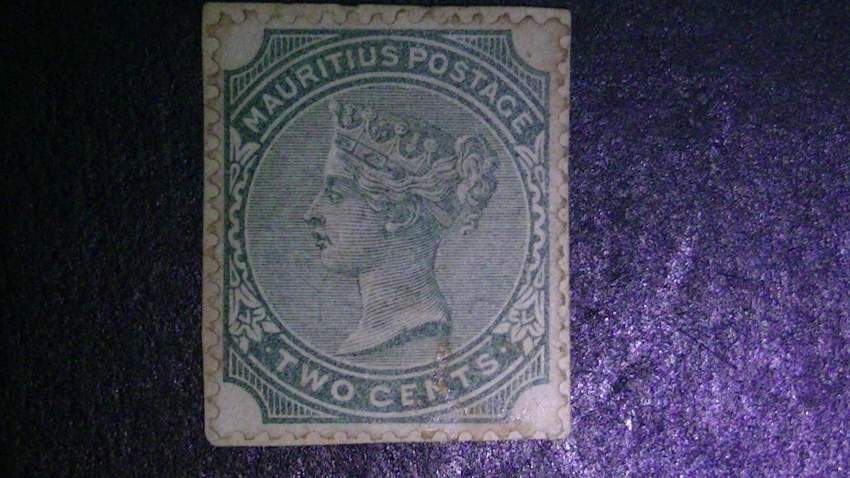 MAURITIUS POSTAGE
·TWO CENTS·